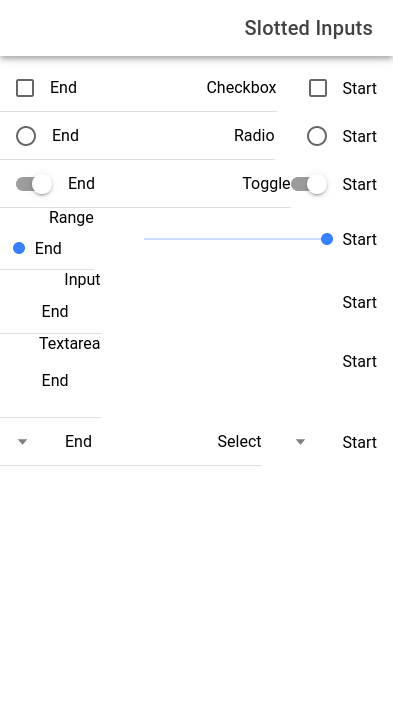 Slotted Inputs
End Checkbox Start
End Radio Start
End Toggle Start
Range
End Start
Input
End Start
Textarea
End Start
End Select Start